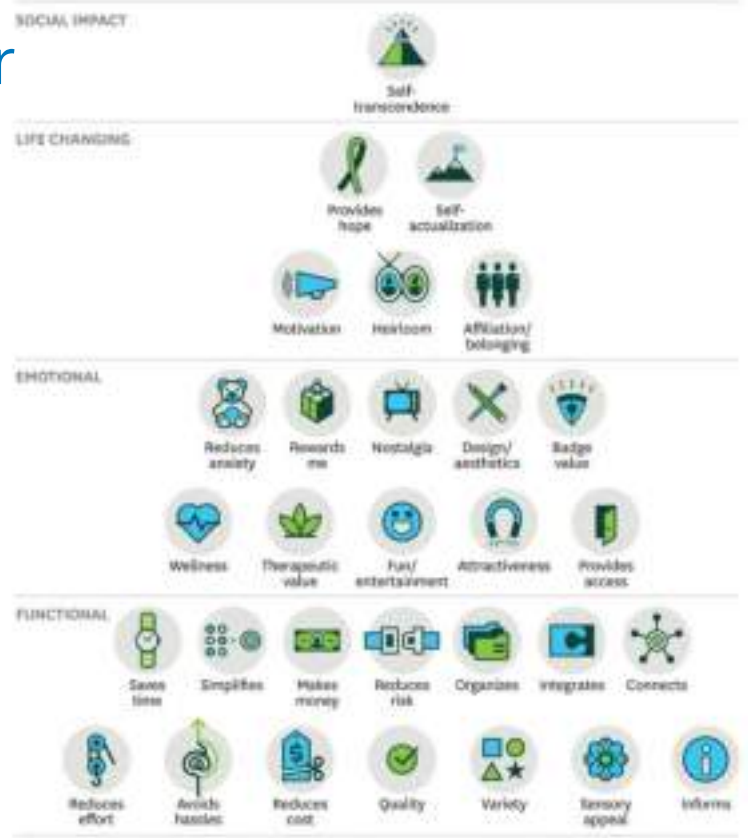 SOCIAL IMPACT
r
Self-
transcendence
LIFE CHANGING
Provides
hope
Self-
actualization
Motivation
Heirloom
Affiliation/
belonging
EMOTIONAL
Reduces
anxiety
Rewards
me
Nostalgia
Design/
aesthetics
Badge
value
Wellness
Therapeutic
value
Fun/
entertainment
Attractiveness
Provides
access
FUNCTIONAL
Saves
time
Simplifies
Makes
money
Reduces
risk
Organizes
Integrates
Connects
Reduces
effort
Avoids
hassles
Reduces
cost
Quality
Variety
Sensory
appeal
Informs